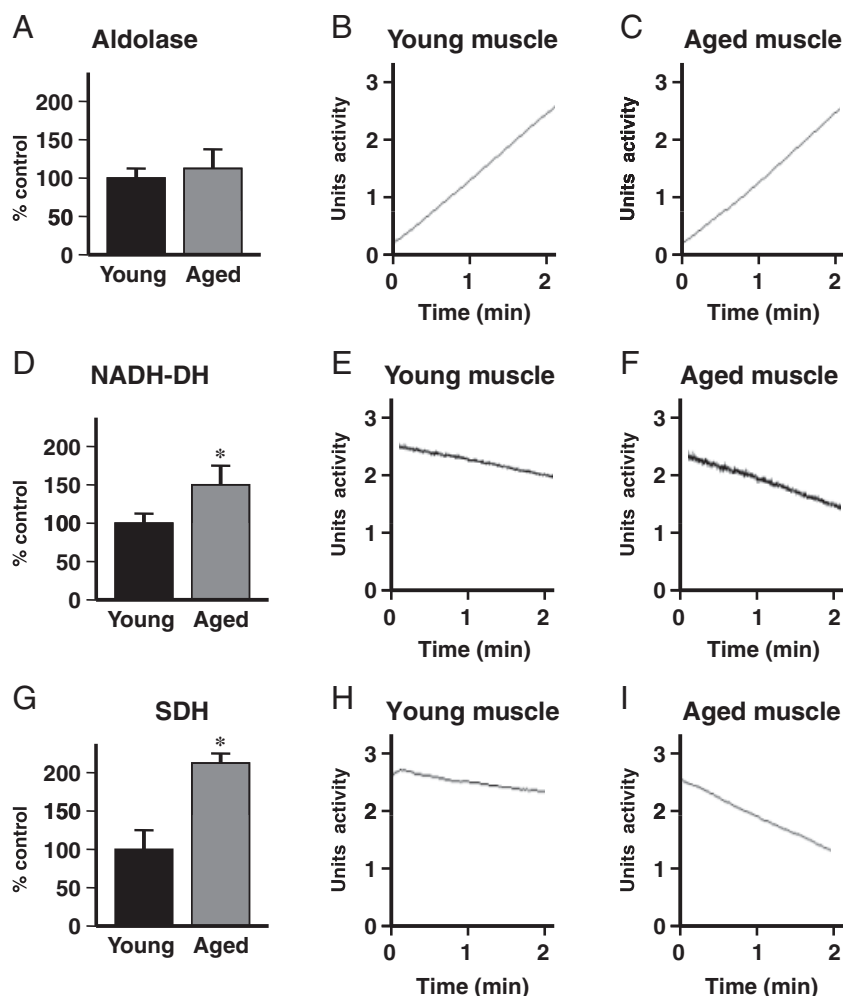 A
Aldolase
% control
200
150
100
50
0
Young Aged
B
Young muscle
Units activity
3
2
1
0
0 1 2
Time (min)
C
Aged muscle
Units activity
3
2
1
0
0 1 2
Time (min)
D
NADH-DH
% control
200
150
100
50
0
*
Young Aged
E
Young muscle
Units activity
3
2
1
0
0 1 2
Time (min)
F
Aged muscle
Units activity
3
2
1
0
0 1 2
Time (min)
G
SDH
% control
200
150
100
50
0
*
Young Aged
H
Young muscle
Units activity
3
2
1
0
0 1 2
Time (min)
I
Aged muscle
Units activity
3
2
1
0
0 1 2
Time (min)